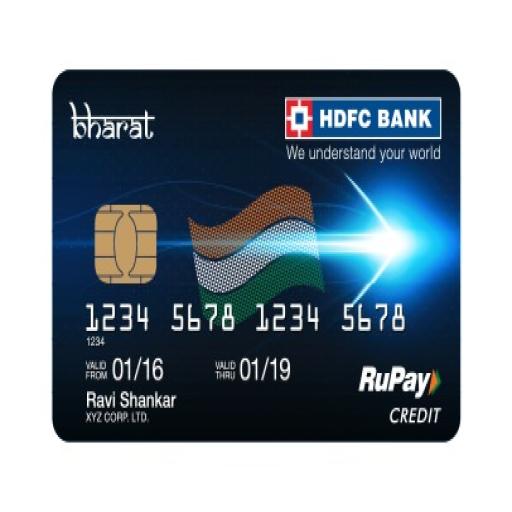 bharat
HDFC BANK
We understand your world
1234 5678 1234 5678
1234
VALID FROM 01/16 VALID THRU 01/19
Ravi Shankar
XYZ CORP. LTD.
RuPay
CREDIT